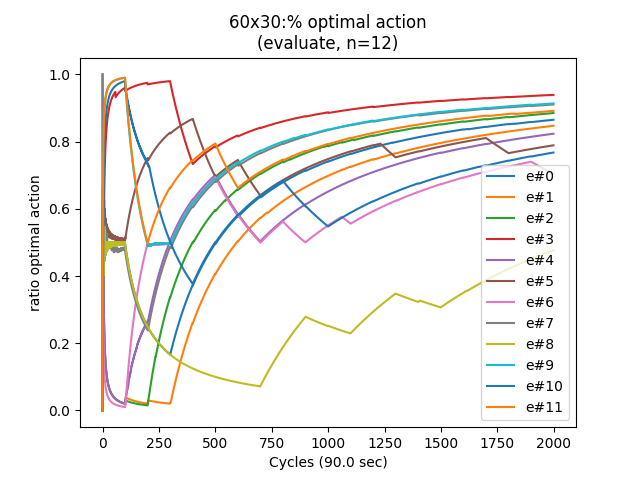 60x30:% optimal action
(evaluate, n=12)
ratio optimal action
1.0
0.8
0.6
0.4
0.2
0.0
0 250 500 750 1000 1250 1500 1750 2000
Cycles (90.0 sec)
e#0
e#1
e#2
e#3
e#4
e#5
e#6
e#7
e#8
e#9
e#10
e#11